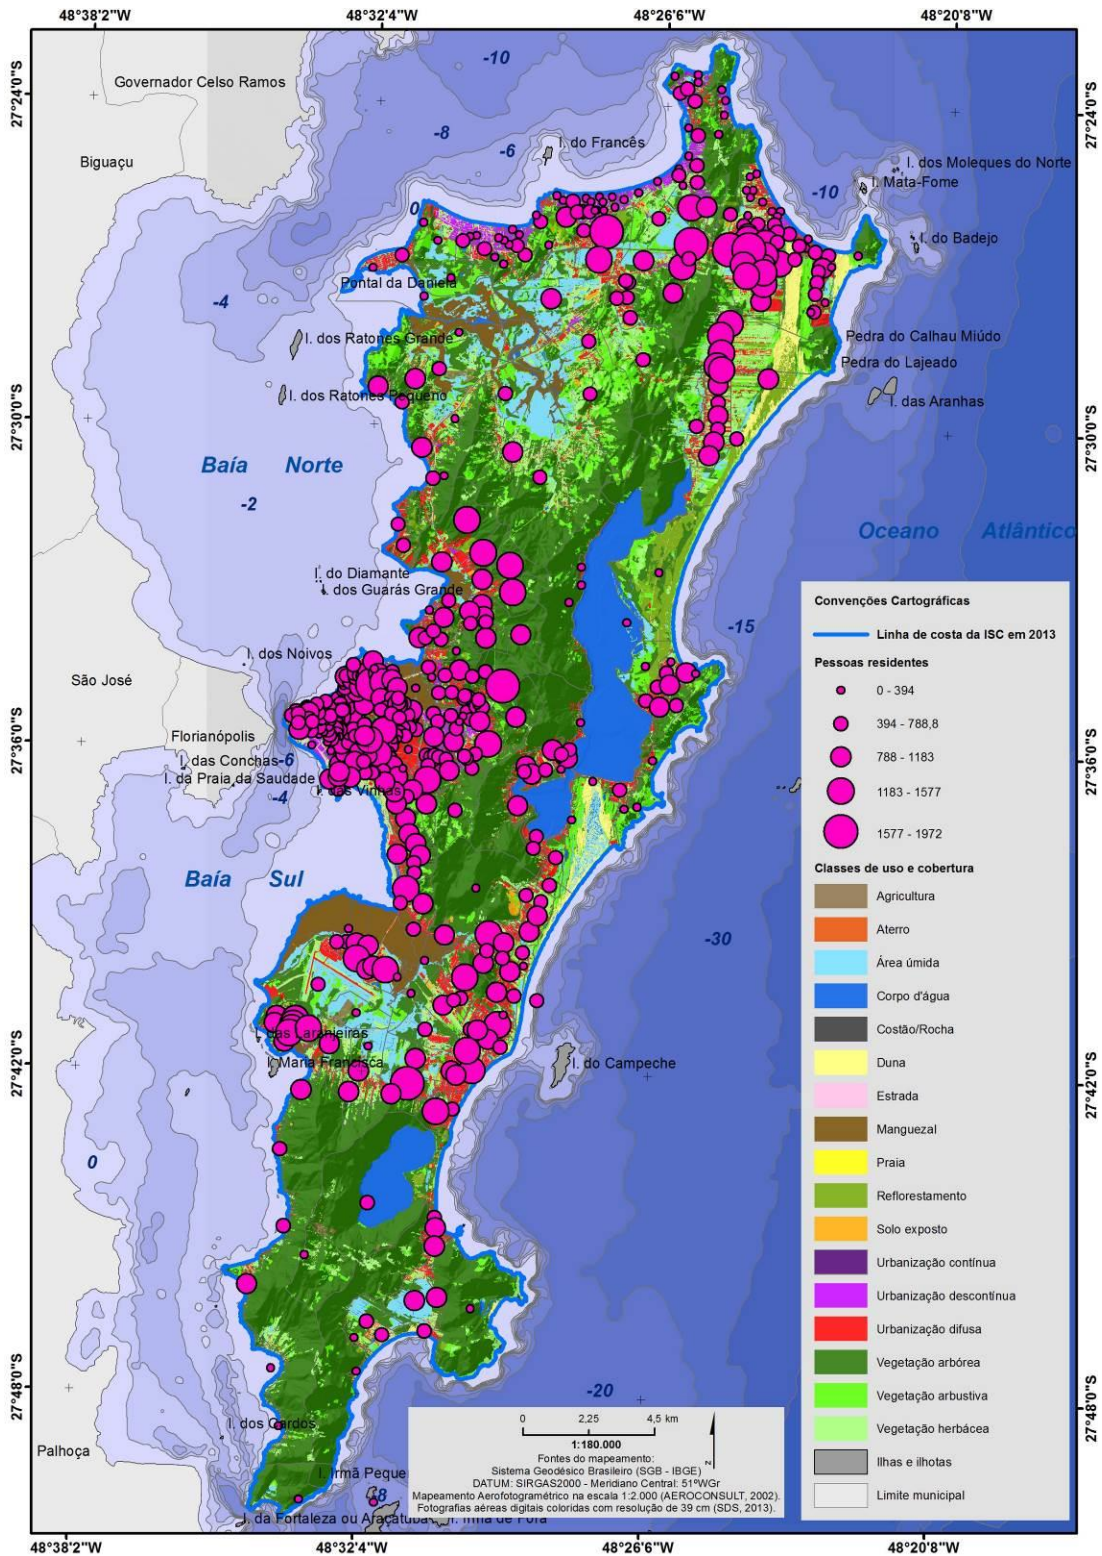 48°38'2"W 48°32'4"W 48°26'6"W 48°20'8"W
27°24'0"S
27°30'0"S
27°36'0"S
27°42'0"S
27°48'0"S
27°24'0"S
27°30'0"S
27°36'0"S
27°42'0"S
27°48'0"S
Governador Celso Ramos
-10
-8
-6
I. do Francês
Biguaçu
I. dos Moleques do Norte
I. Mata-Fome
-10
0
I. do Badejo
Pontal da Daniela
-4
I. dos Ratones Grande
Pedra do Calhau Miúdo
Pedra do Lajeado
I. dos Ratones Pequeno
I. das Aranhas
Baía Norte
-2
Oceano Atlântico
I. do Diamante
I. dos Guarás Grande
-15
I. dos Noivos
São José
Florianópolis
I. das Conchas
-6
I. da Praia da Saudade
-4
I. das Vinhas
Baía Sul
-30
I. das Laranjeiras
I. Maria Francisca
I. do Campeche
0
-20
I. dos Cardos
Palhoça
I. Irmã Peque
-8
I. da Fortaleza ou Araçatuba
Convenções Cartográficas
Linha de costa da ISC em 2013
Pessoas residentes
0 - 394
394 - 788,8
788 - 1183
1183 - 1577
1577 - 1972
Classes de uso e cobertura
Agricultura
Aterro
Área úmida
Corpo d'água
Costão/Rocha
Duna
Estrada
Manguezal
Praia
Reflorestamento
Solo exposto
Urbanização contínua
Urbanização descontínua
Urbanização difusa
Vegetação arbórea
Vegetação arbustiva
Vegetação herbácea
Ilhas e ilhotas
Limite municipal
0 2,25 4,5 km
1:180.000
z
Fontes do mapeamento:
Sistema Geodésico Brasileiro (SGB - IBGE)
DATUM: SIRGAS2000 - Meridiano Central: 51ºWGr
Mapeamento Aerofotogramétrico na escala 1:2.000 (AEROCONSULT, 2002).
Fotografias aéreas digitais coloridas com resolução de 39 cm (SDS, 2013).
48°38'2"W 48°32'4"W 48°26'6"W 48°20'8"W